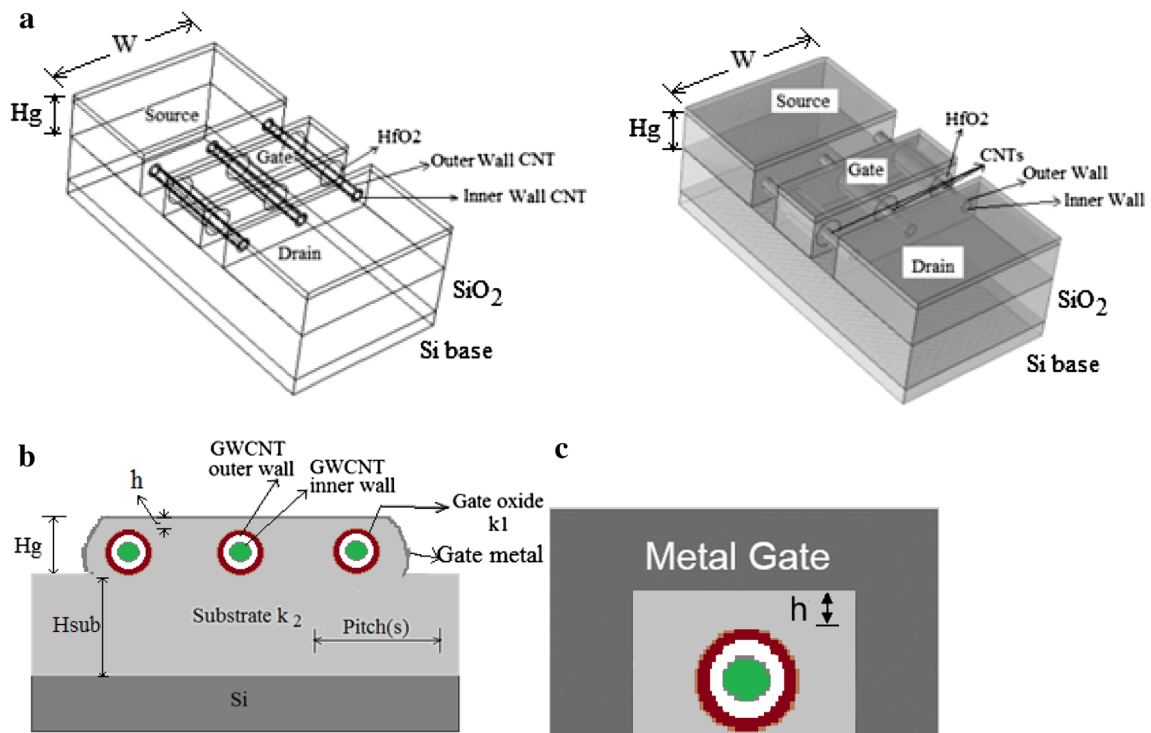 a
W
Hg
Source
Gate
HfO2
Outer Wall CNT
Inner Wall CNT
Drain
SiO2
Si base
W
Hg
Source
HfO2
CNTs
Gate
Outer Wall
Inner Wall
Drain
SiO2
Si base
b
GWCNT
outer wall
GWCNT
inner wall
h
Gate oxide
k1
Hg
Gate metal
Hsub
Substrate k 2
Pitch(s)
Si
c
Metal Gate
h